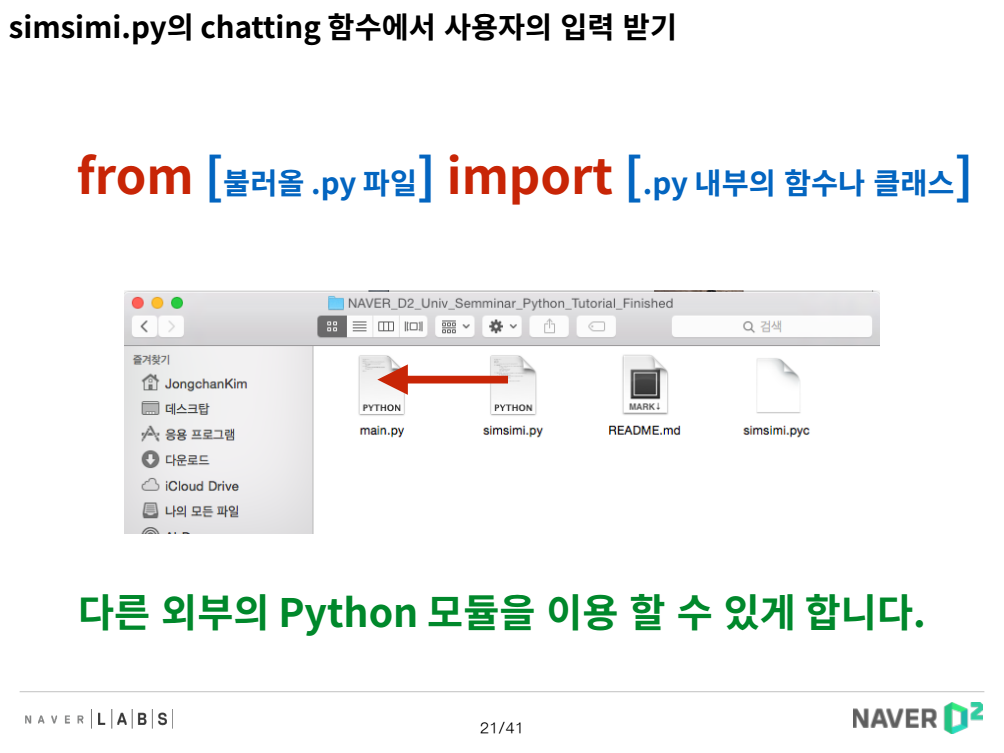 simsimi.py의 chatting 함수에서 사용자의 입력 받기
from [불러올 .py 파일] import [.py 내부의 함수나 클래스]
NAVER_D2_Univ_Semminar_Python_Tutorial_Finished
검색
즐겨찾기
JongchanKim
데스크탑
응용 프로그램
다운로드
iCloud Drive
나의 모든 파일
PYTHON
PYTHON
MARK↓
main.py
simsimi.py
README.md
simsimi.pyc
다른 외부의 Python 모듈을 이용 할 수 있게 합니다.
NAVER LABS
21/41
NAVER D2